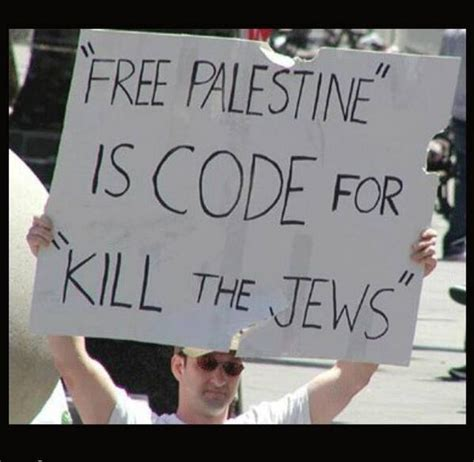 "FREE PALESTINE"
IS CODE FOR
"KILL THE JEWS"